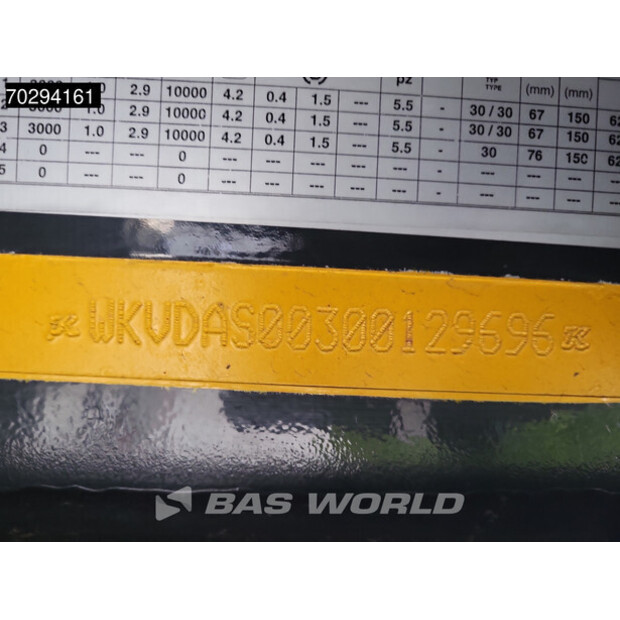 70294161
pz
TYP
TYPE
(mm) (mm)
2.9 10000 4.2 0.4 1.5 --- 5.5 - 30 / 30 67 150
1.0 2.9 10000 4.2 0.4 1.5 --- 5.5 - 30 / 30 67 150
3 3000 1.0 2.9 10000 4.2 0.4 1.5 --- 5.5 - 30 / 30 67 150
4 0 --- --- 0 --- --- --- --- 5.5 - 30 76 150
5 0 --- --- 0 --- --- --- --- --- - --- --- ---
WKVDAS00300129696
BAS WORLD